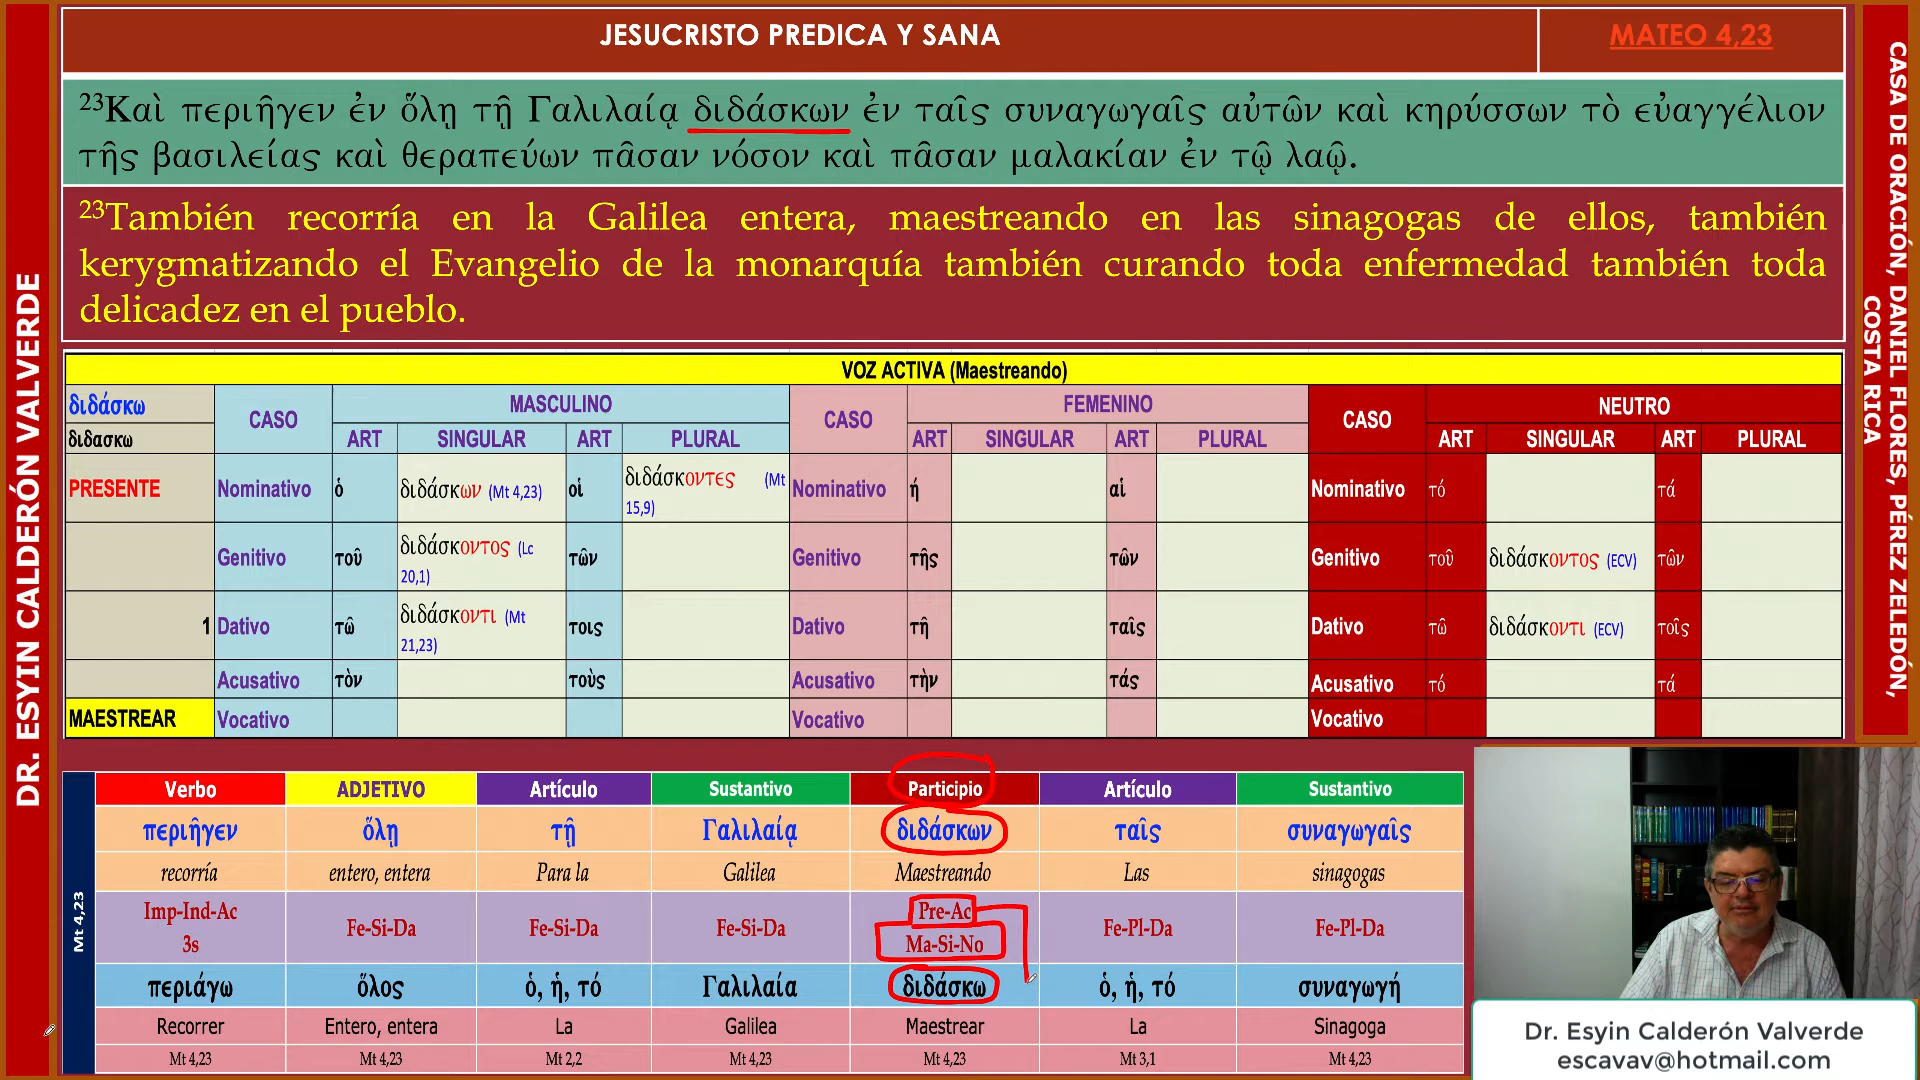 JESUCRISTO PREDICA Y SANA
MATEO 4,23
²³Καὶ περιῆγεν ἐν ὅλῃ τῇ Γαλιλαίᾳ διδάσκων ἐν ταῖς συναγωγαῖς αὐτῶν καὶ κηρύσσων τὸ εὐαγγέλιον
τῆς βασιλείας καὶ θεραπεύων πᾶσαν νόσον καὶ πᾶσαν μαλακίαν ἐν τῷ λαῷ.
²³También recorría en la Galilea entera, maestreando en las sinagogas de ellos, también
kerygmatizando el Evangelio de la monarquía también curando toda enfermedad también toda
delicadez en el pueblo.
VOZ ACTIVA (Maestreando)
διδάσκω CASO MASCULINO CASO FEMENINO CASO NEUTRO
διδασκω ART SINGULAR ART PLURAL ART SINGULAR ART PLURAL ART SINGULAR ART PLURAL
PRESENTE Nominativo ὁ διδάσκων (Mt 4,23) οἱ διδάσκοντες (Mt 15,9) Nominativo ἡ αἱ Nominativo τό τά
Genitivo τοῦ διδάσκοντος (Lc 20,1) τῶν Genitivo τῆς τῶν Genitivo τοῦ διδάσκοντος (ECV) τῶν
1 Dativo τῶ διδάσκοντι (Mt 21,23) τοις Dativo τῆ ταῖς Dativo τῶ διδάσκοντι (ECV) τοῖς
Acusativo τὸν τοὺς Acusativo τὴν τάς Acusativo τό τά
MAESTREAR Vocativo Vocativo Vocativo
Mt 4,23
Verbo ADJETIVO Artículo Sustantivo Participio Artículo Sustantivo
περιῆγεν ὅλῃ τῇ Γαλιλαίᾳ διδάσκων ταῖς συναγωγαῖς
recorría entero, entera Para la Galilea Maestreando Las sinagogas
Imp-Ind-Ac 3s Fe-Si-Da Fe-Si-Da Fe-Si-Da Pre-Ac Ma-Si-No Fe-Pl-Da Fe-Pl-Da
περιάγω ὅλος ὁ, ἡ, τό Γαλιλαία διδάσκω ὁ, ἡ, τό συναγωγή
Recorrer Entero, entera La Galilea Maestrear La Sinagoga
Mt 4,23 Mt 4,23 Mt 2,2 Mt 4,23 Mt 4,23 Mt 3,1 Mt 4,23
DR. ESYIN CALDERÓN VALVERDE
CASA DE ORACIÓN, DANIEL FLORES, PÉREZ ZELEDÓN,
COSTA RICA
Dr. Esyin Calderón Valverde
escavav@hotmail.com